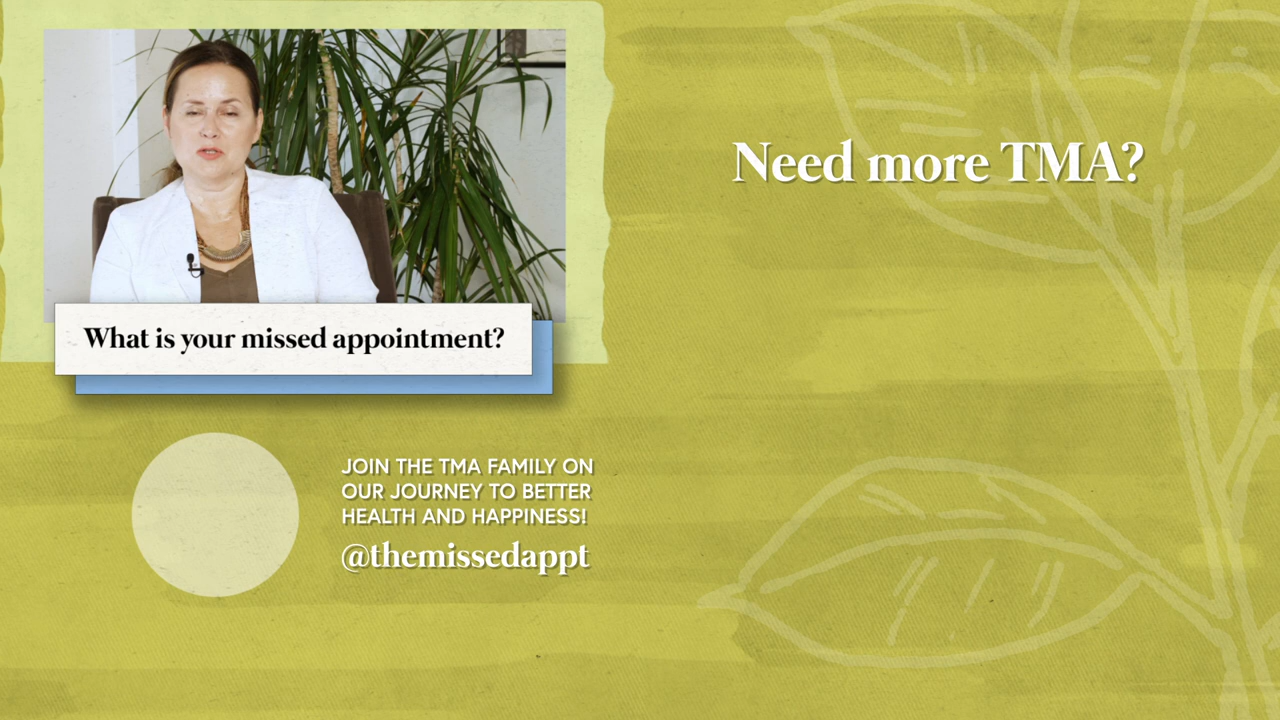 What is your missed appointment?
Need more TMA?
JOIN THE TMA FAMILY ON
OUR JOURNEY TO BETTER
HEALTH AND HAPPINESS!
@themissedappt